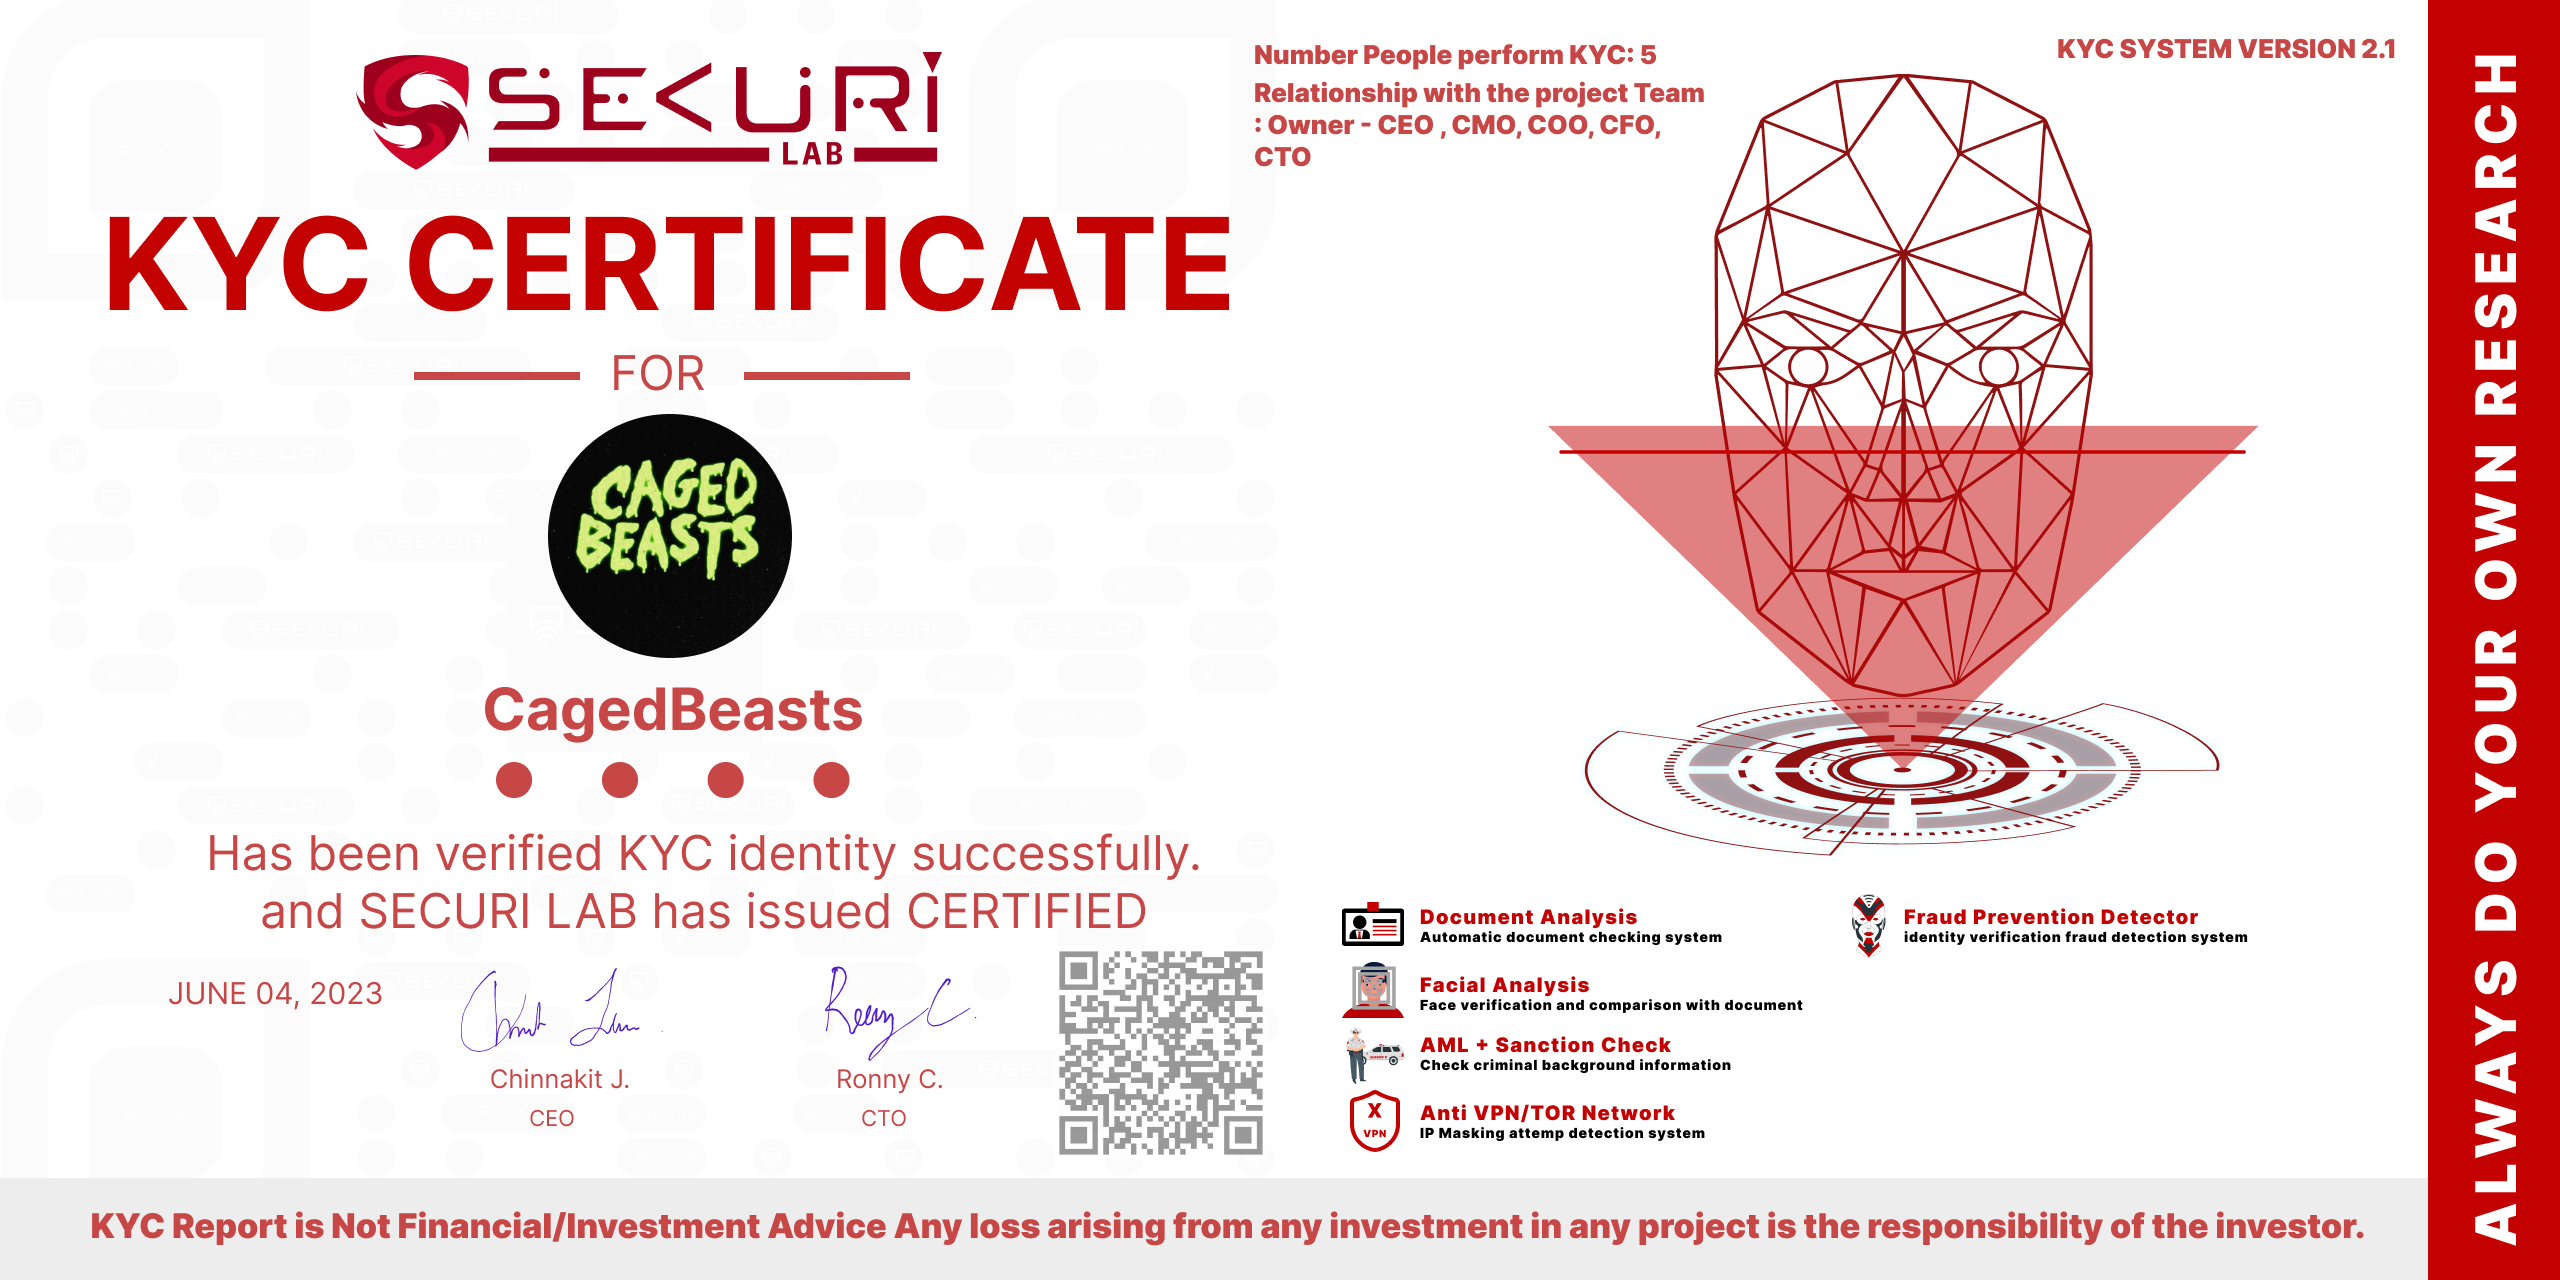 SECURI
LAB
KYC CERTIFICATE
FOR
CAGED
BEASTS
CagedBeasts
Has been verified KYC identity successfully.
and SECURI LAB has issued CERTIFIED
JUNE 04, 2023
Chinnakit J.
CEO
Ronny C.
CTO
Number People perform KYC: 5
Relationship with the project Team
: Owner - CEO , CMO, COO, CFO,
CTO
KYC SYSTEM VERSION 2.1
Document Analysis
Automatic document checking system
Fraud Prevention Detector
identity verification fraud detection system
Facial Analysis
Face verification and comparison with document
AML + Sanction Check
Check criminal background information
X
VPN
Anti VPN/TOR Network
IP Masking attemp detection system
KYC Report is Not Financial/Investment Advice Any loss arising from any investment in any project is the responsibility of the investor.
ALWAYS DO YOUR OWN RESEARCH